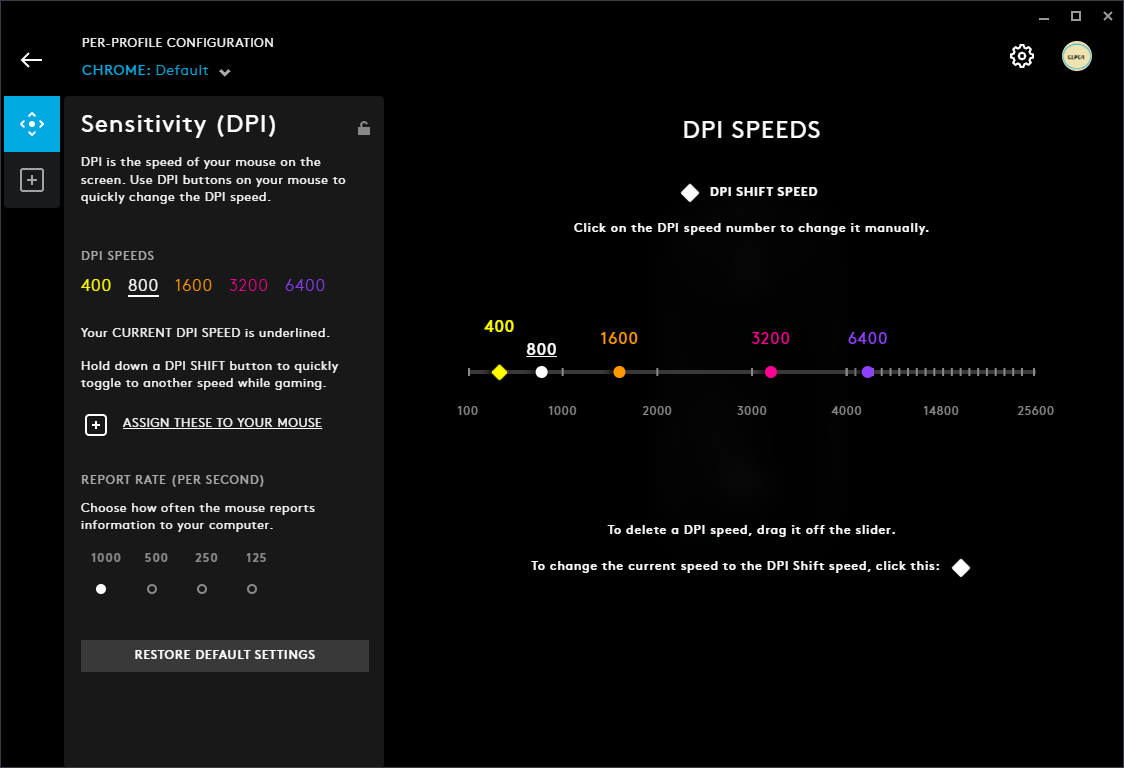 PER-PROFILE CONFIGURATION
CHROME: Default
Sensitivity (DPI)
DPI is the speed of your mouse on the
screen. Use DPI buttons on your mouse to
quickly change the DPI speed.
DPI SPEEDS
400 800 1600 3200 6400
Your CURRENT DPI SPEED is underlined.
Hold down a DPI SHIFT button to quickly
toggle to another speed while gaming.
ASSIGN THESE TO YOUR MOUSE
REPORT RATE (PER SECOND)
Choose how often the mouse reports
information to your computer.
1000 500 250 125
RESTORE DEFAULT SETTINGS
DPI SPEEDS
DPI SHIFT SPEED
Click on the DPI speed number to change it manually.
400 800 1600 3200 6400
100 1000 2000 3000 4000 14800 25600
To delete a DPI speed, drag it off the slider.
To change the current speed to the DPI Shift speed, click this: